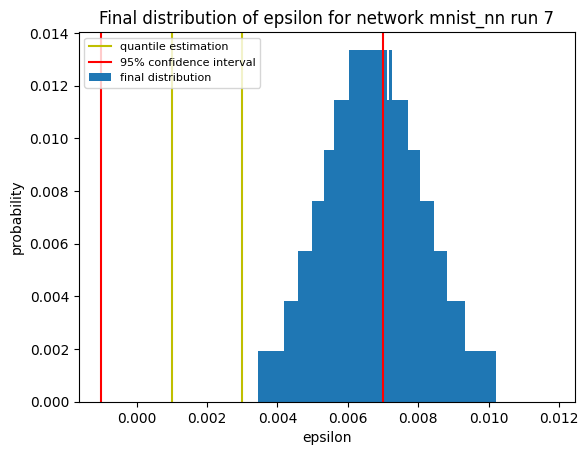 Final distribution of epsilon for network mnist_nn run 7
0.014
0.012
0.010
0.008
0.006
0.004
0.002
0.000
probability
quantile estimation
95% confidence interval
final distribution
0.000 0.002 0.004 0.006 0.008 0.010 0.012
epsilon